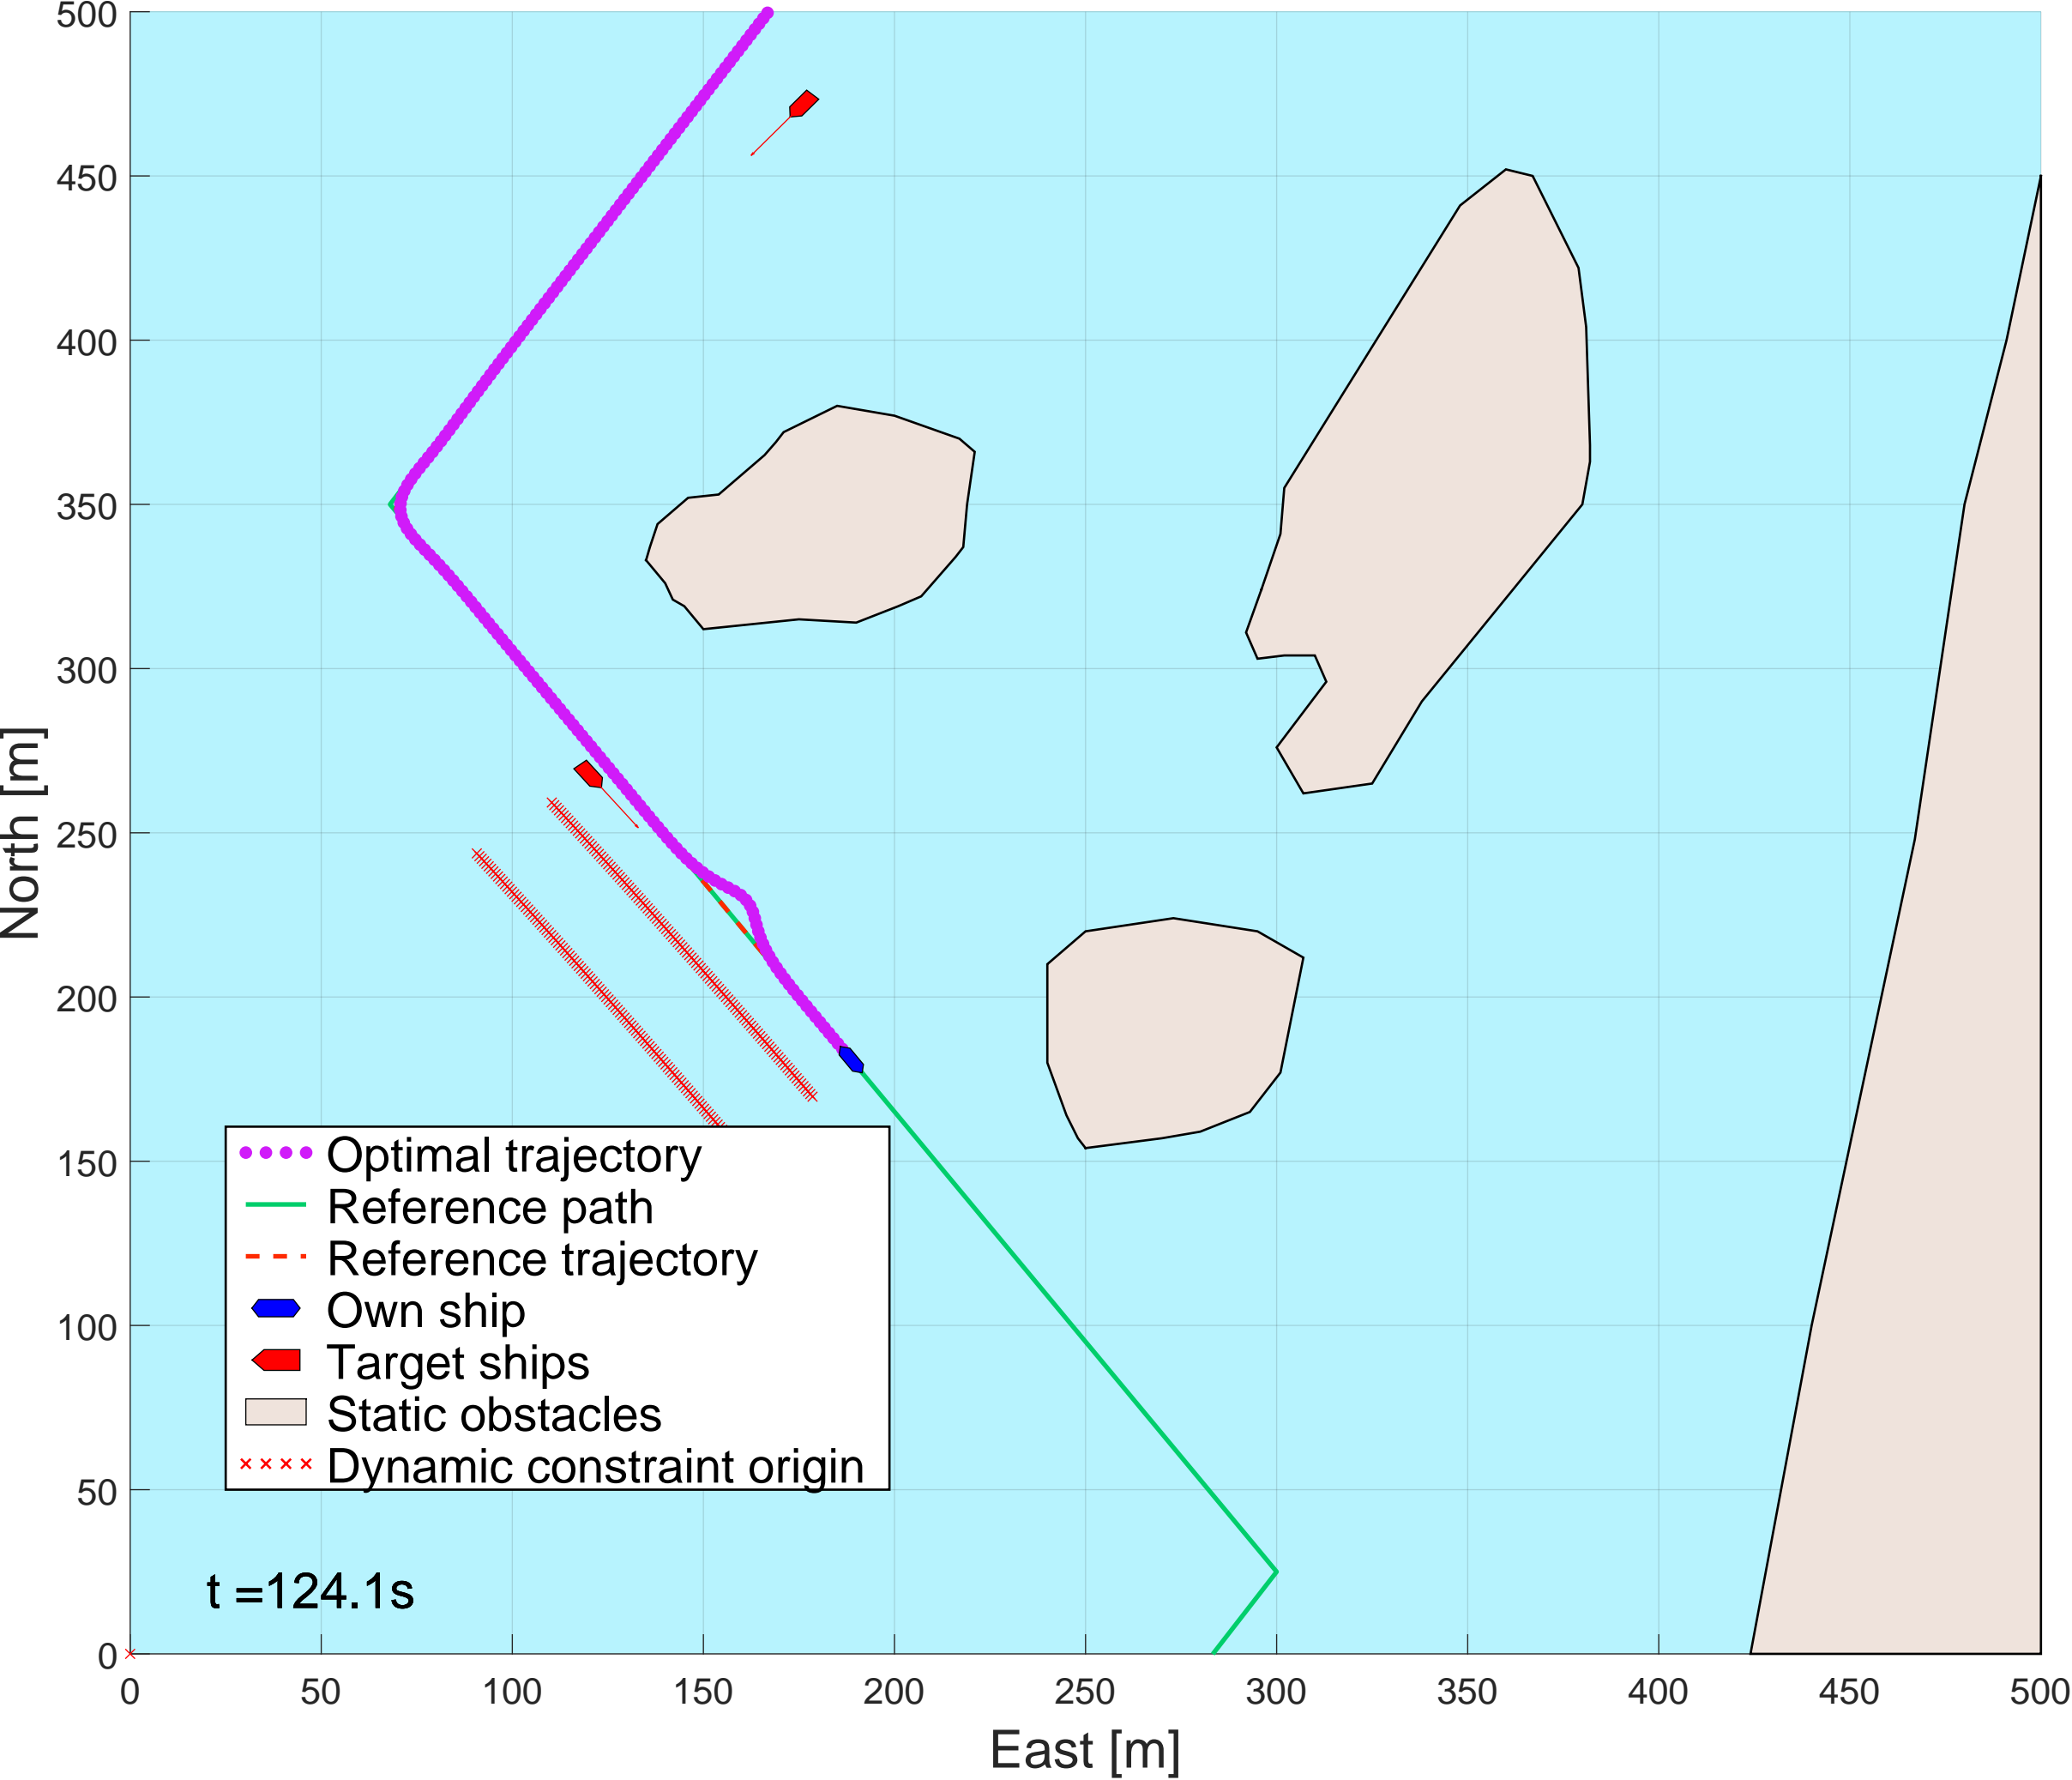 500
450
400
350
300
250
200
150
100
50
0
North [m]
Optimal trajectory
Reference path
Reference trajectory
Own ship
Target ships
Static obstacles
Dynamic constraint origin
t =124.1s
0 50 100 150 200 250 300 350 400 450 500
East [m]